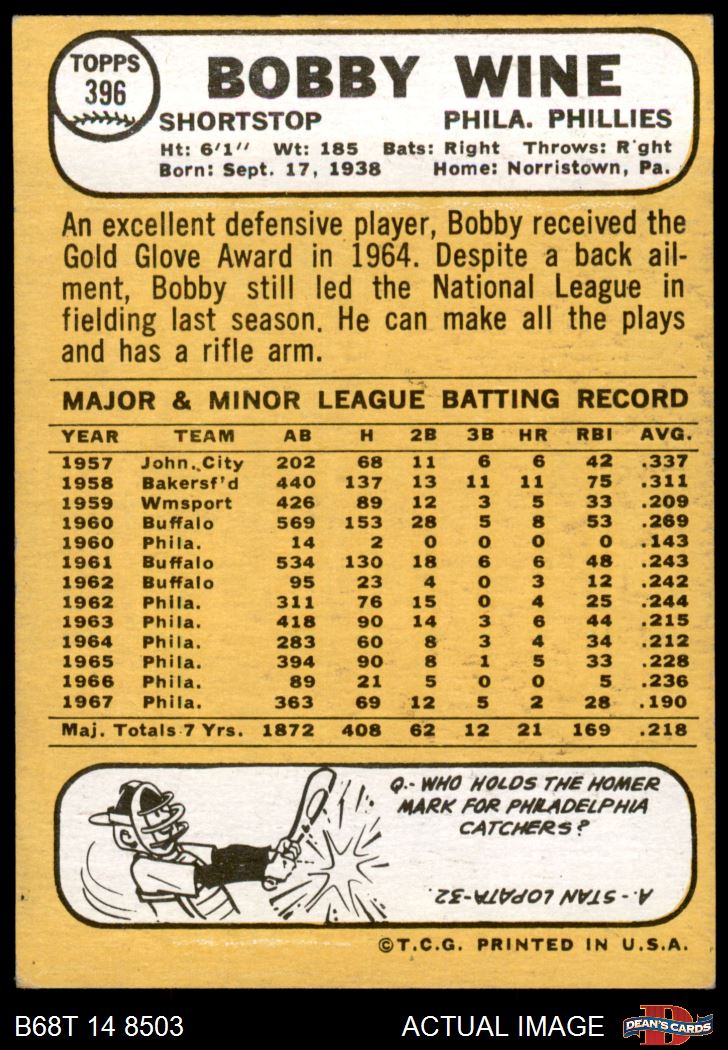 TOPPS
396
BOBBY WINE
SHORTSTOP PHILA. PHILLIES
Ht: 6'1" Wt: 185 Bats: Right Throws: R'ght
Born: Sept. 17, 1938 Home: Norristown, Pa.
An excellent defensive player, Bobby received the
Gold Glove Award in 1964. Despite a back ail-
ment, Bobby still led the National League in
fielding last season. He can make all the plays
and has a rifle arm.
MAJOR & MINOR LEAGUE BATTING RECORD
YEAR TEAM AB H 2B 3B HR RBI AVG.
1957 John. City 202 68 11 6 6 42 .337
1958 Bakersf'd 440 137 13 11 11 75 .311
1959 Wmsport 426 89 12 3 5 33 .209
1960 Buffalo 569 153 28 5 8 53 .269
1960 Phila. 14 2 0 0 0 0 .143
1961 Buffalo 534 130 18 6 6 48 .243
1962 Buffalo 95 23 4 0 3 12 .242
1962 Phila. 311 76 15 0 4 25 .244
1963 Phila. 418 90 14 3 6 44 .215
1964 Phila. 283 60 8 3 4 34 .212
1965 Phila. 394 90 8 1 5 33 .228
1966 Phila. 89 21 5 0 0 5 .236
1967 Phila. 363 69 12 5 2 28 .190
Maj. Totals 7 Yrs. 1872 408 62 12 21 169 .218
Q.- WHO HOLDS THE HOMER
MARK FOR PHILADELPHIA
CATCHERS?
A.- STAN LOPATA-32.
©T.C.G. PRINTED IN U.S.A.
B68T 14 8503 ACTUAL IMAGE D DEAN'S CARDS